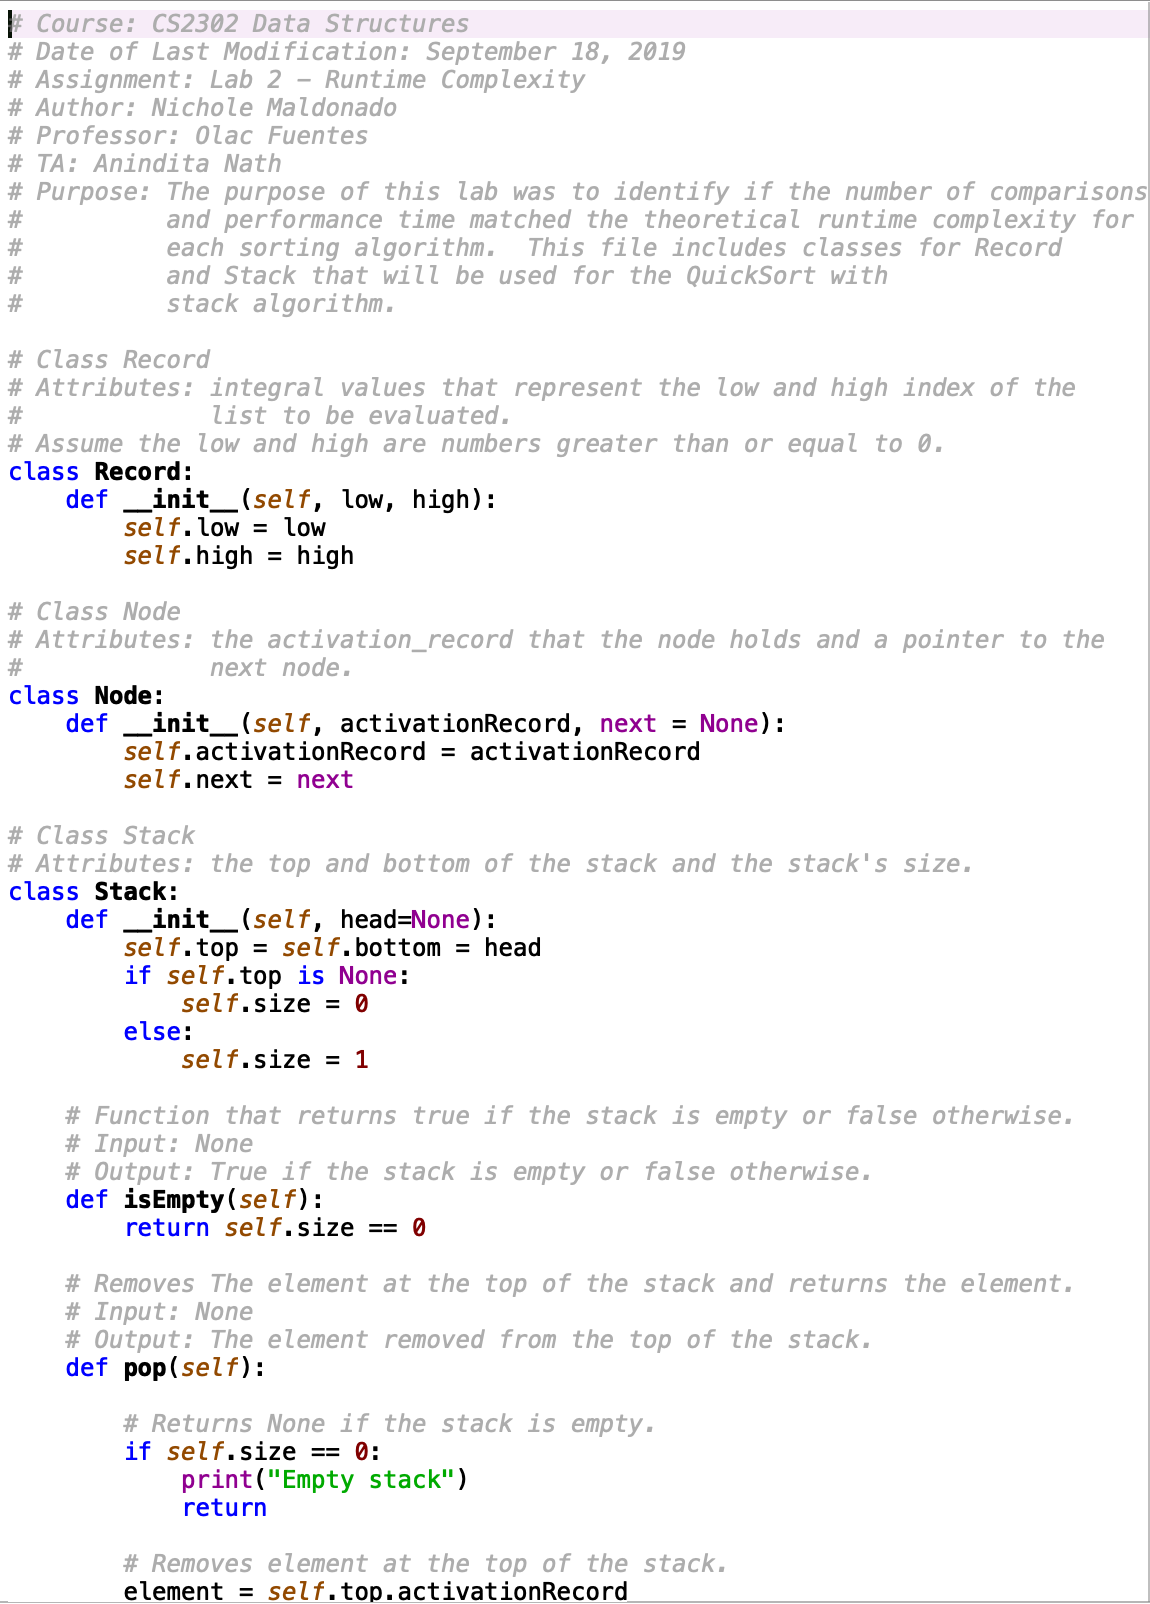 # Course: CS2302 Data Structures
# Date of Last Modification: September 18, 2019
# Assignment: Lab 2 – Runtime Complexity
# Author: Nichole Maldonado
# Professor: Olac Fuentes
# TA: Anindita Nath
# Purpose: The purpose of this lab was to identify if the number of comparisons
#          and performance time matched the theoretical runtime complexity for
#          each sorting algorithm.  This file includes classes for Record
#          and Stack that will be used for the QuickSort with
#          stack algorithm.

# Class Record
# Attributes: integral values that represent the low and high index of the
#             list to be evaluated.
# Assume the low and high are numbers greater than or equal to 0.
class Record:
    def __init__(self, low, high):
        self.low = low
        self.high = high

# Class Node
# Attributes: the activation_record that the node holds and a pointer to the
#             next node.
class Node:
    def __init__(self, activationRecord, next = None):
        self.activationRecord = activationRecord
        self.next = next

# Class Stack
# Attributes: the top and bottom of the stack and the stack's size.
class Stack:
    def __init__(self, head=None):
        self.top = self.bottom = head
        if self.top is None:
            self.size = 0
        else:
            self.size = 1

    # Function that returns true if the stack is empty or false otherwise.
    # Input: None
    # Output: True if the stack is empty or false otherwise.
    def isEmpty(self):
        return self.size == 0

    # Removes The element at the top of the stack and returns the element.
    # Input: None
    # Output: The element removed from the top of the stack.
    def pop(self):

        # Returns None if the stack is empty.
        if self.size == 0:
            print("Empty stack")
            return

        # Removes element at the top of the stack.
        element = self.top.activationRecord